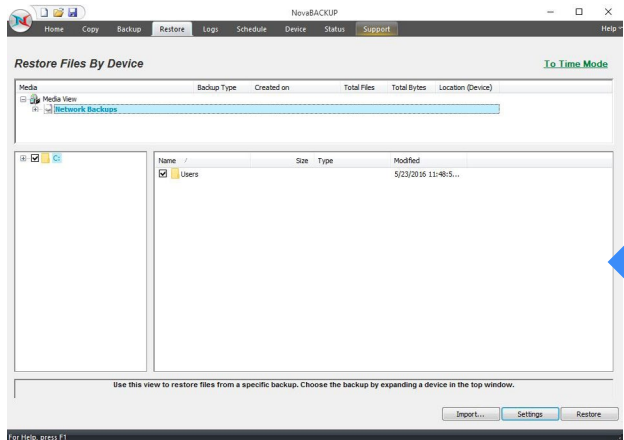 NovaBACKUP
Home Copy Backup Restore Logs Schedule Device Status Support Help
Restore Files By Device To Time Mode
Media Backup Type Created on Total Files Total Bytes Location (Device)
Media View
Network Backups
C:
Name / Size Type Modified
Users 5/23/2016 11:48:5...
Use this view to restore files from a specific backup. Choose the backup by expanding a device in the top window.
Import... Settings Restore
For Help, press F1